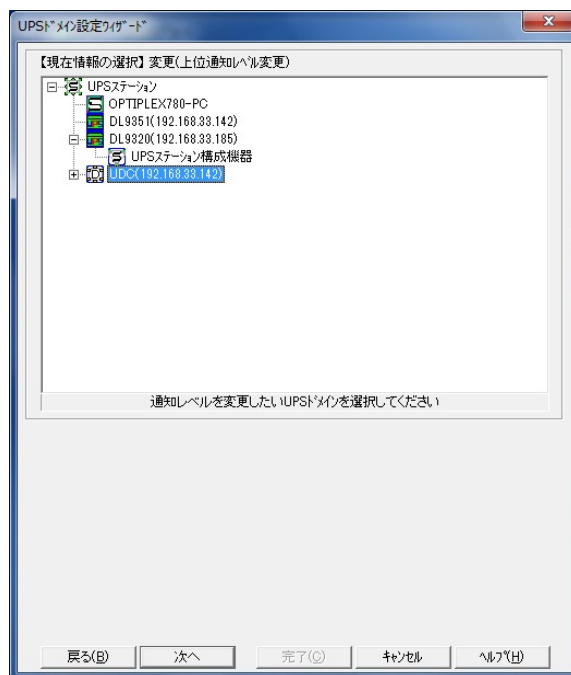 UPSﾄﾞﾒｲﾝ設定ｳｨｻﾞｰﾄﾞ
【現在情報の選択】 変更(上位通知ﾚﾍﾞﾙ変更)
UPSｽﾃｰｼｮﾝ
OPTIPLEX780-PC
DL9351(192.168.33.142)
DL9320(192.168.33.185)
UPSｽﾃｰｼｮﾝ構成機器
UDC(192.168.33.142)
通知レベルを変更したいUPSﾄﾞﾒｲﾝを選択してください
戻る(B) 次へ 完了(C) ｷｬﾝｾﾙ ﾍﾙﾌﾟ(H)